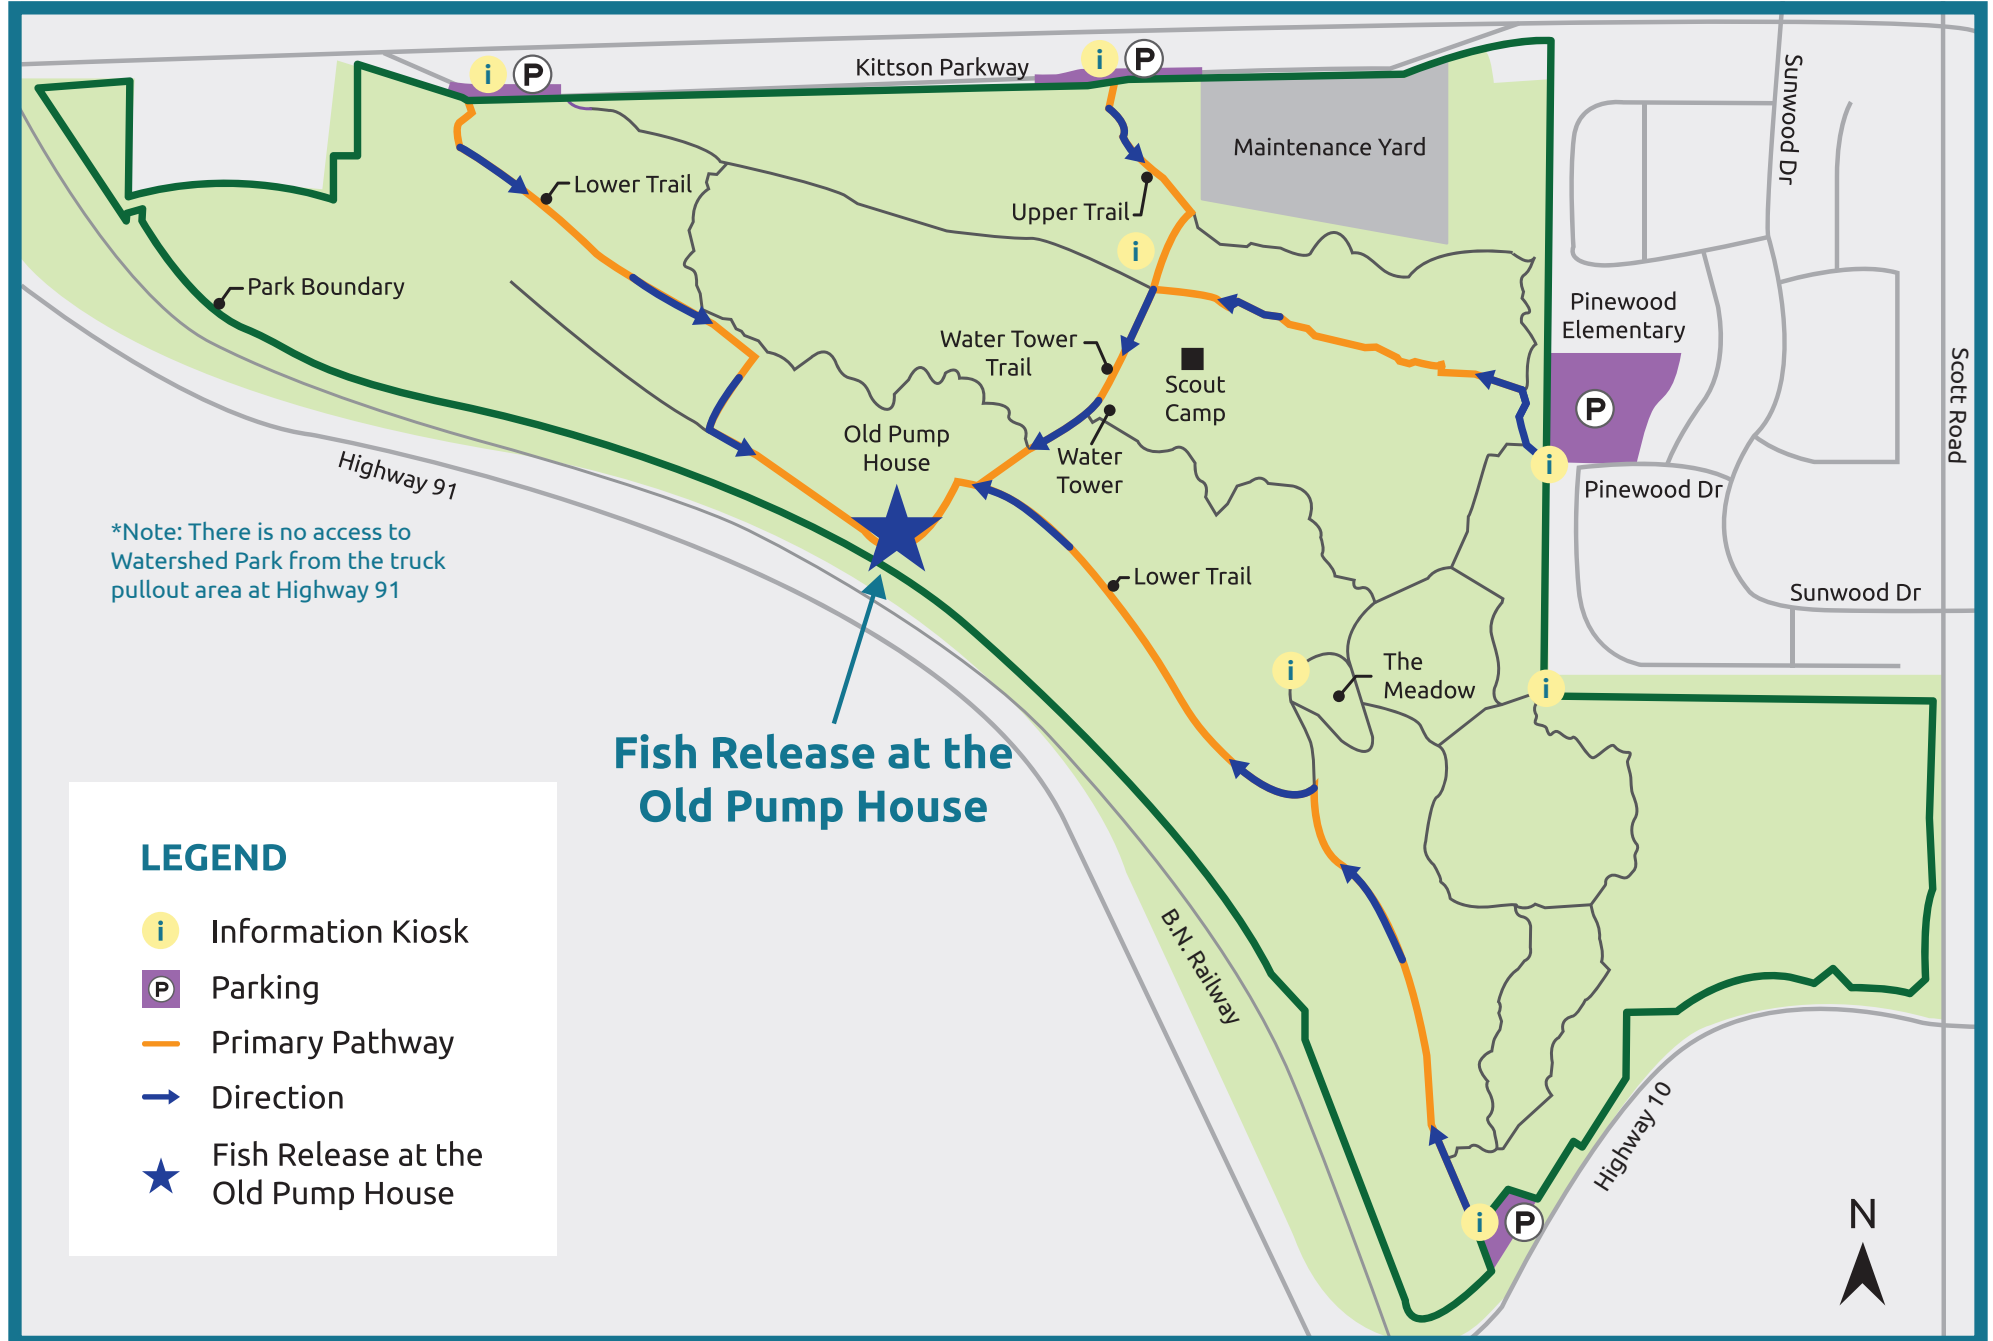 i P
Kittson Parkway
i P
Maintenance Yard
Sunwood Dr
Lower Trail
Upper Trail
i
Park Boundary
Pinewood
Elementary
P
Water Tower
Trail
Scout
Camp
Scott Road
Old Pump
House
Water
Tower
i
Pinewood Dr
Highway 91
*Note: There is no access to
Watershed Park from the truck
pullout area at Highway 91
Lower Trail
Sunwood Dr
i
The
Meadow
i
Fish Release at the
Old Pump House
B.N. Railway
Highway 10
i P
N
LEGEND
i Information Kiosk
P Parking
Primary Pathway
Direction
Fish Release at the
Old Pump House